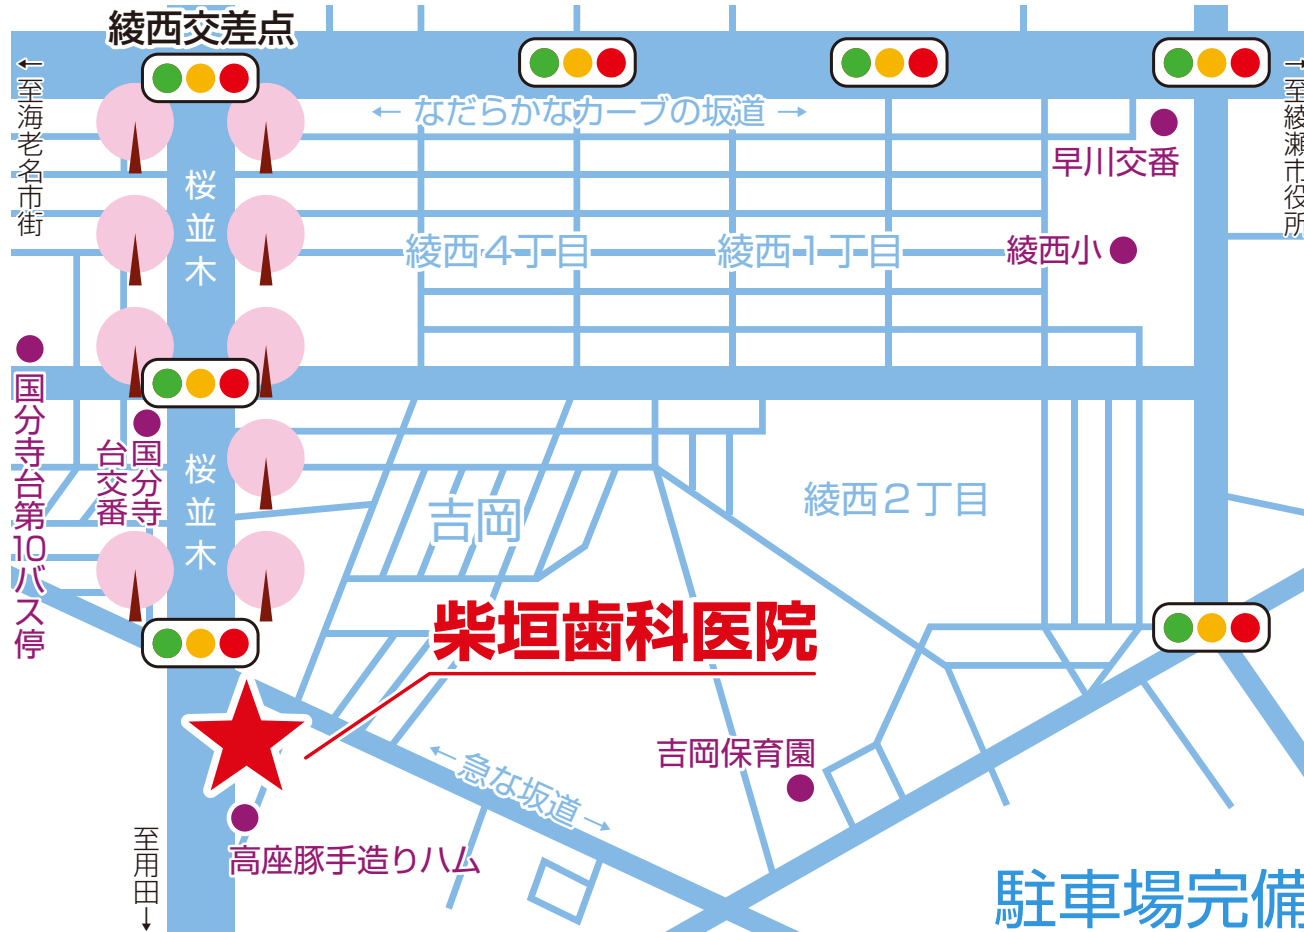 綾西交差点
←至海老名市街
→至綾瀬市役所
← なだらかなカーブの坂道 →
早川交番
桜並木
綾西4丁目
綾西1丁目
綾西小
国分寺台第10バス停
国分寺
台交番
桜並木
吉岡
綾西2丁目
柴垣歯科医院
吉岡保育園
←急な坂道→
高座豚手造りハム
至用田→
駐車場完備